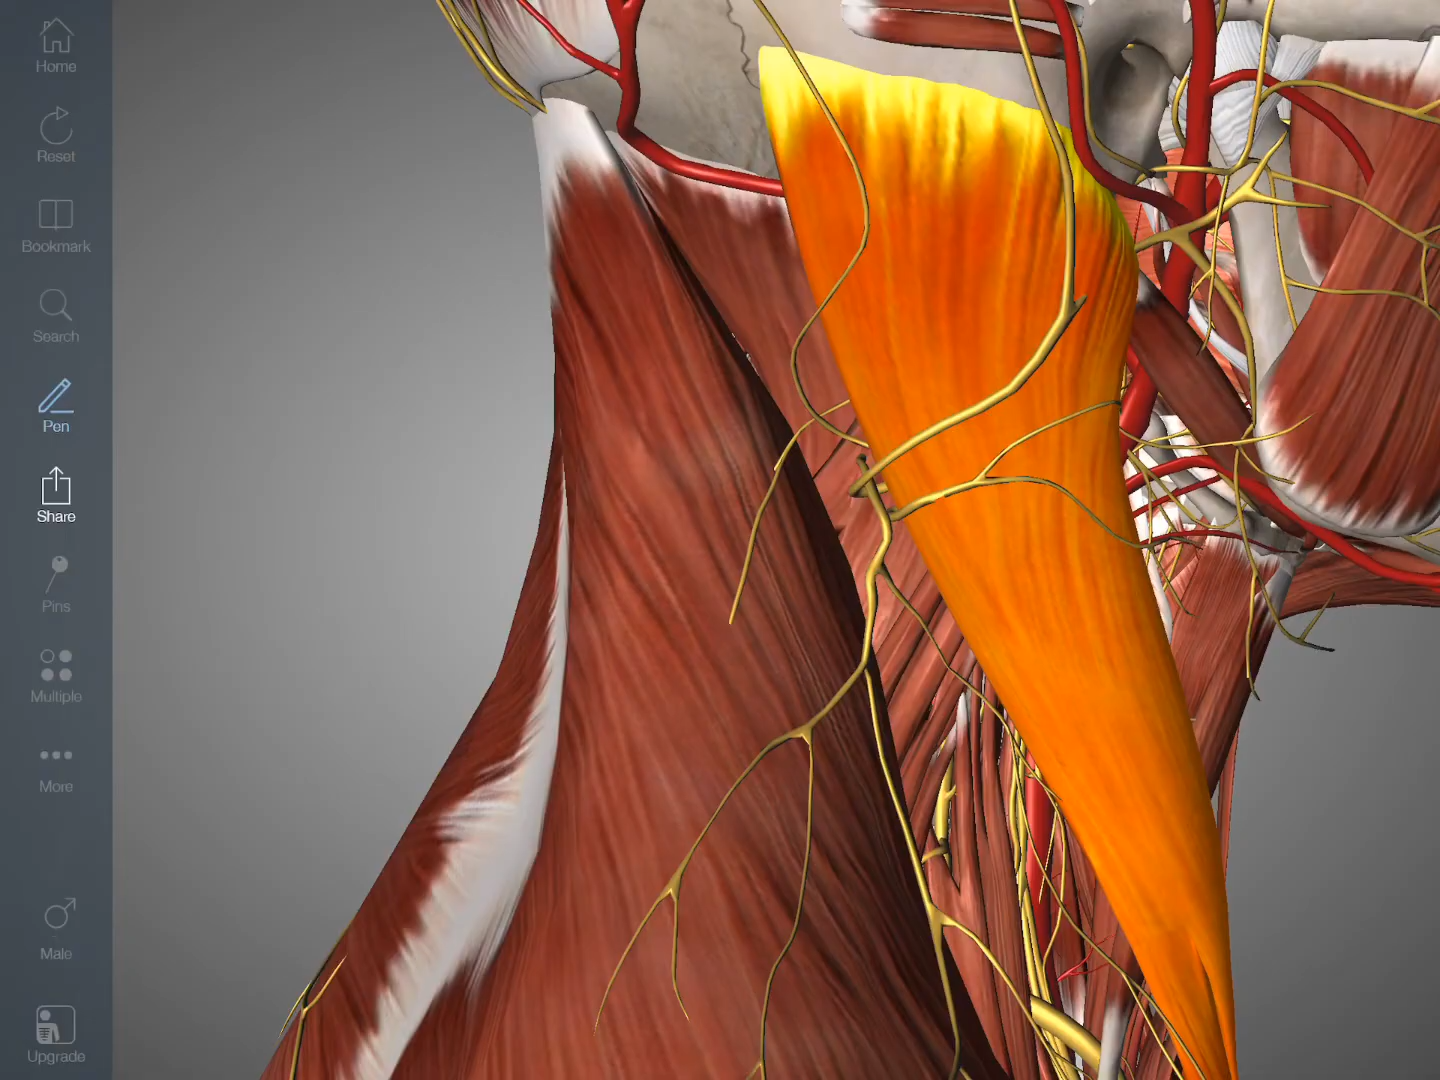 Home
Reset
Bookmark
Search
Pen
Share
Pins
Multiple
More
Male
Upgrade